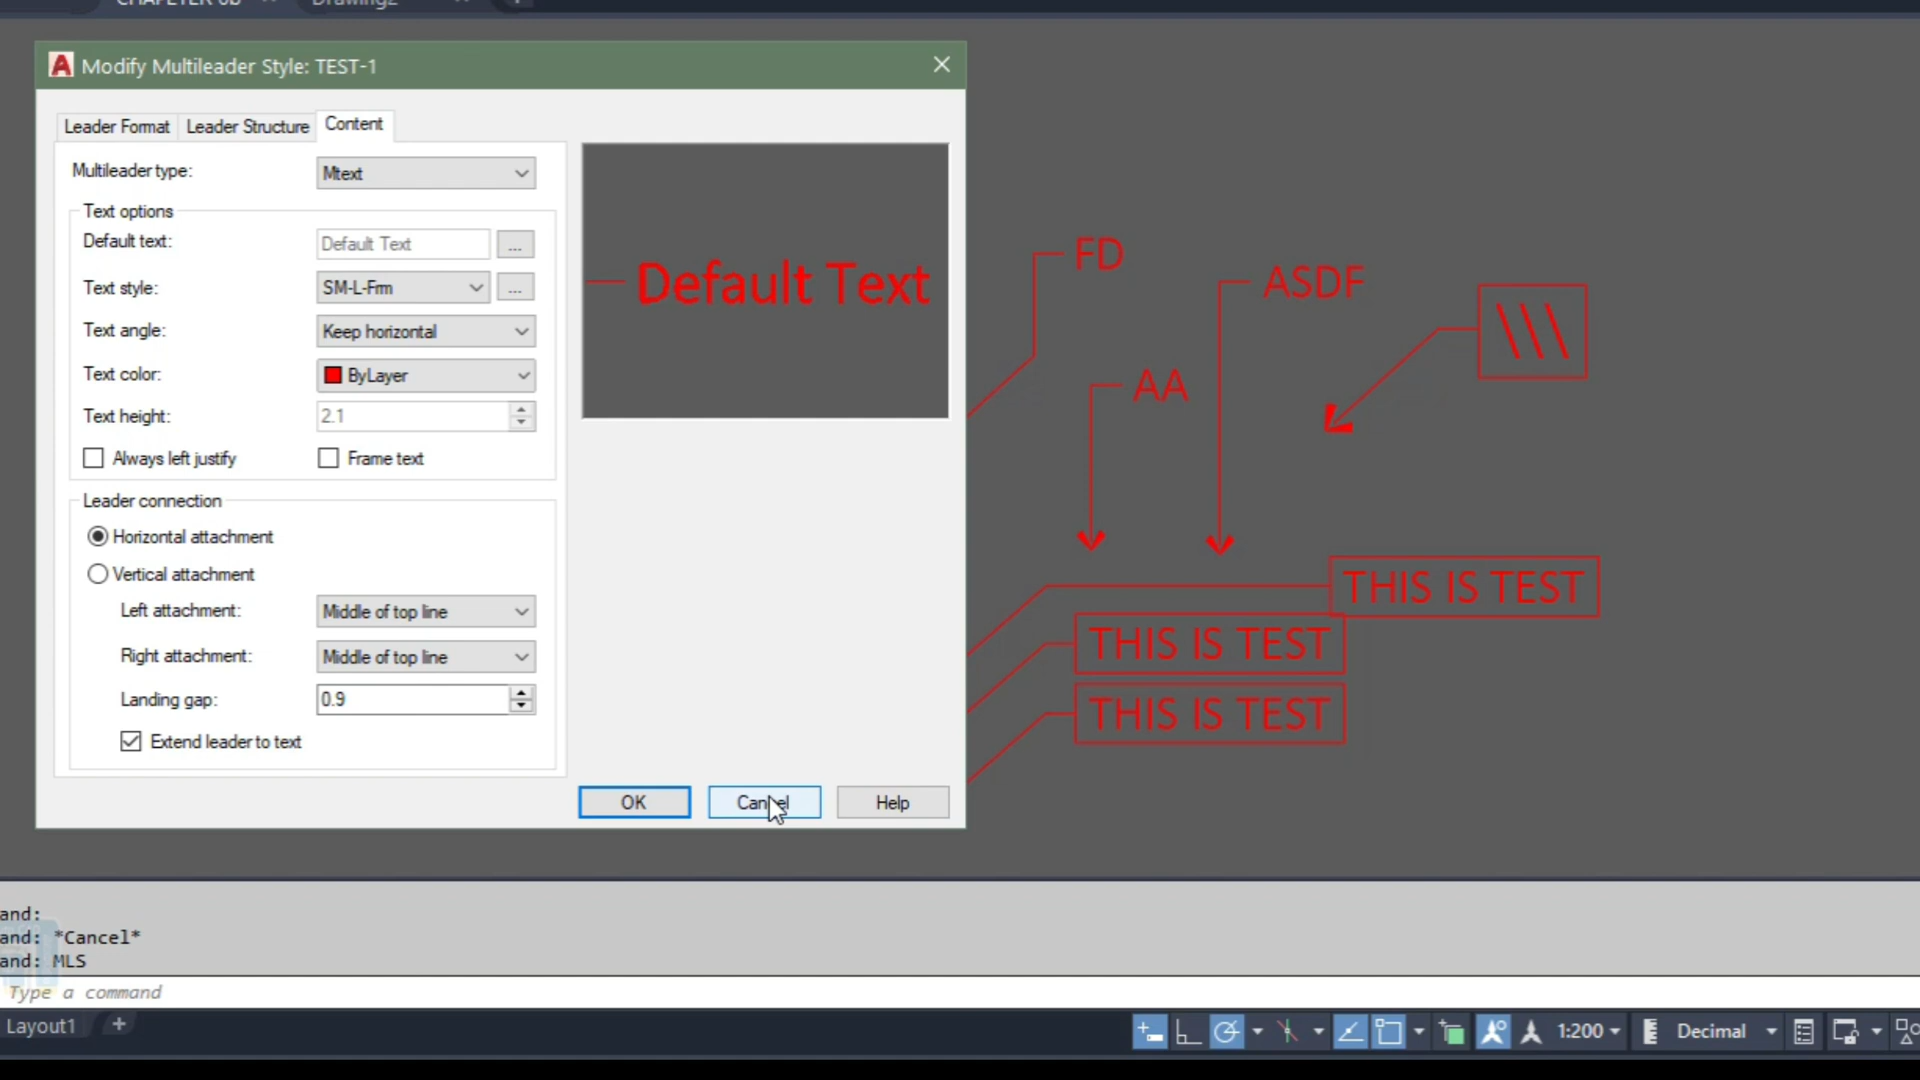 Drawing2
Modify Multileader Style: TEST-1
Leader Format Leader Structure Content
Multileader type: Mtext
Text options
Default text: Default Text ...
Text style: SM-L-Frm ...
Text angle: Keep horizontal
Text color: ByLayer
Text height: 2.1
Always left justify Frame text
Leader connection
Horizontal attachment
Vertical attachment
Left attachment: Middle of top line
Right attachment: Middle of top line
Landing gap: 0.9
Extend leader to text
Default Text
OK Cancel Help
FD
ASDF
\\\
AA
THIS IS TEST
THIS IS TEST
THIS IS TEST
and:
and: *Cancel*
and: MLS
Type a command
Layout1 +
1:200 Decimal